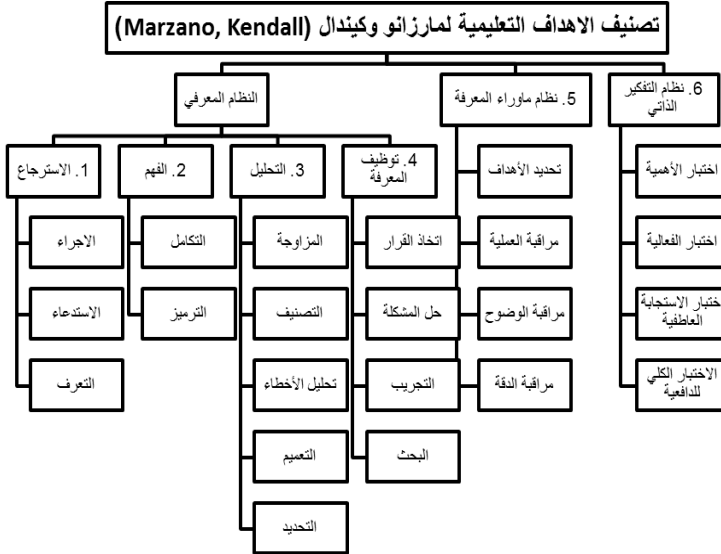 تصنيف الاهداف التعليمية لمارزانو وكيندال (Marzano, Kendall)
6. نظام التفكير
الذاتي
5. نظام ماوراء المعرفة
النظام المعرفي
اختبار الأهمية
اختبار الفعالية
ختبار الاستجابة
العاطفية
الاختبار الكلي
للدافعية
تحديد الأهداف
مراقبة العملية
مراقبة الوضوح
مراقبة الدقة
4. توظيف
المعرفة
اتخاذ القرار
حل المشكلة
التجريب
البحث
3. التحليل
المزاوجة
التصنيف
تحليل الأخطاء
التعميم
التحديد
2. الفهم
التكامل
الترميز
1. الاسترجاع
الاجراء
الاستدعاء
التعرف